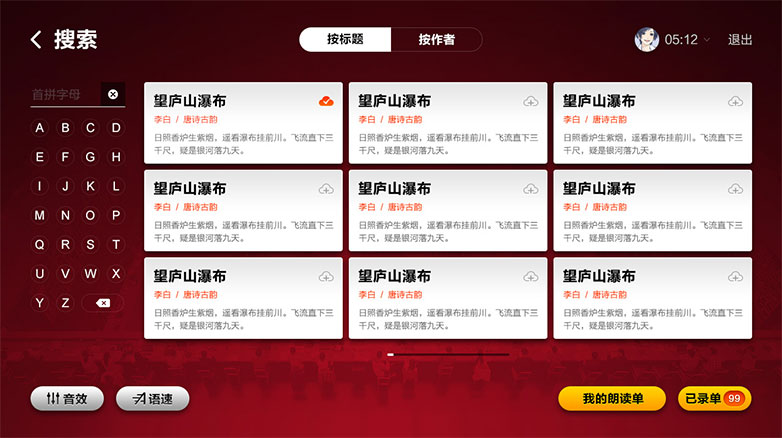 搜索
按标题 按作者
05:12 退出
首拼字母
A B C D
E F G H
I J K L
M N O P
Q R S T
U V W X
Y Z
望庐山瀑布
李白 / 唐诗古韵
日照香炉生紫烟，遥看瀑布挂前川。飞流直下三
千尺，疑是银河落九天。
望庐山瀑布
李白 / 唐诗古韵
日照香炉生紫烟，遥看瀑布挂前川。飞流直下三
千尺，疑是银河落九天。
望庐山瀑布
李白 / 唐诗古韵
日照香炉生紫烟，遥看瀑布挂前川。飞流直下三
千尺，疑是银河落九天。
望庐山瀑布
李白 / 唐诗古韵
日照香炉生紫烟，遥看瀑布挂前川。飞流直下三
千尺，疑是银河落九天。
望庐山瀑布
李白 / 唐诗古韵
日照香炉生紫烟，遥看瀑布挂前川。飞流直下三
千尺，疑是银河落九天。
望庐山瀑布
李白 / 唐诗古韵
日照香炉生紫烟，遥看瀑布挂前川。飞流直下三
千尺，疑是银河落九天。
望庐山瀑布
李白 / 唐诗古韵
日照香炉生紫烟，遥看瀑布挂前川。飞流直下三
千尺，疑是银河落九天。
望庐山瀑布
李白 / 唐诗古韵
日照香炉生紫烟，遥看瀑布挂前川。飞流直下三
千尺，疑是银河落九天。
望庐山瀑布
李白 / 唐诗古韵
日照香炉生紫烟，遥看瀑布挂前川。飞流直下三
千尺，疑是银河落九天。
音效 语速 我的朗读单 已录单 99